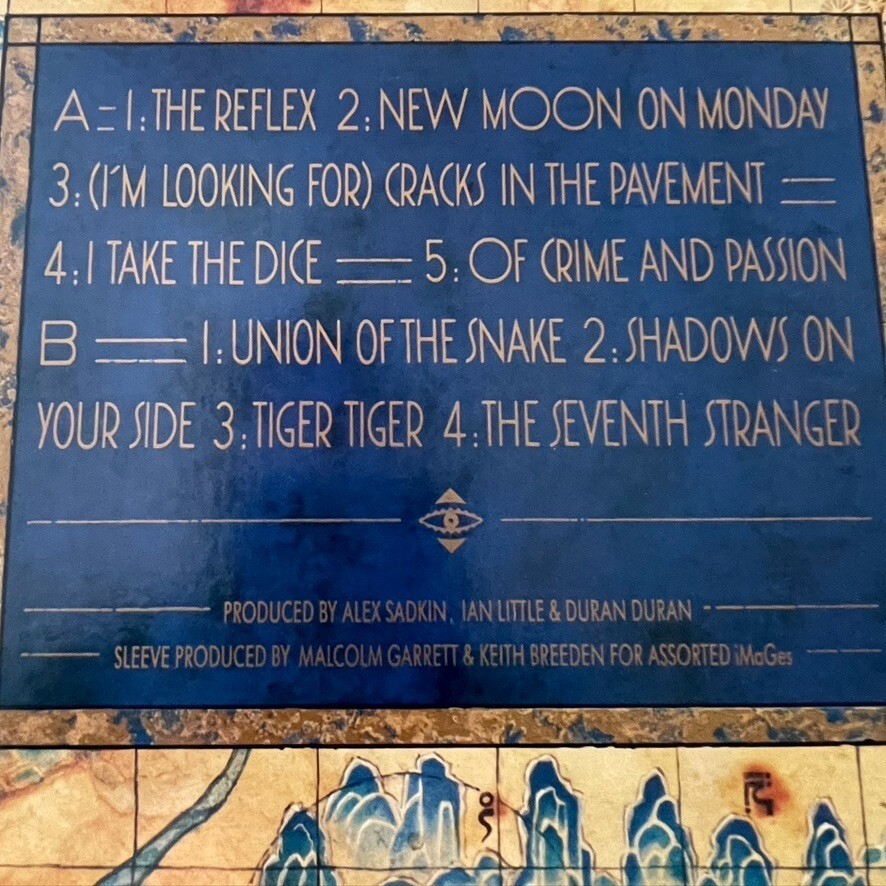 A=1:THE REFLEX 2:NEW MOON ON MONDAY
3:(I'M LOOKING FOR) CRACKS IN THE PAVEMENT
4:I TAKE THE DICE 5:OF CRIME AND PASSION
B 1:UNION OF THE SNAKE 2:SHADOWS ON
YOUR SIDE 3:TIGER TIGER 4:THE SEVENTH STRANGER
PRODUCED BY ALEX SADKIN, IAN LITTLE & DURAN DURAN
SLEEVE PRODUCED BY MALCOLM GARRETT & KEITH BREEDEN FOR ASSORTED iMaGes